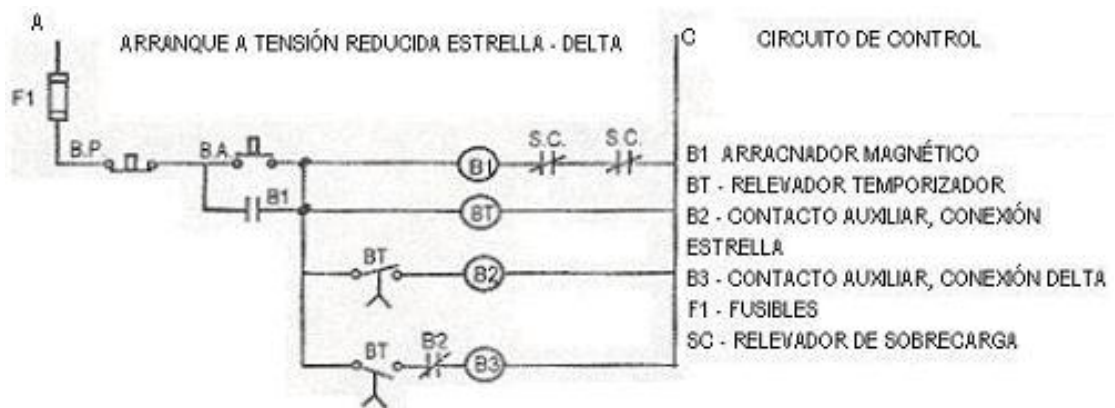 A
ARRANQUE A TENSIÓN REDUCIDA ESTRELLA - DELTA
C
CIRCUITO DE CONTROL
F1
B.P.
B.A.
B1
S.C.
S.C.
B1
BT
BT
B2
BT
B2
B3
B1 ARRACNADOR MAGNÉTICO
BT - RELEVADOR TEMPORIZADOR
B2 - CONTACTO AUXILIAR, CONEXIÓN
ESTRELLA
B3 - CONTACTO AUXILIAR, CONEXIÓN DELTA
F1 - FUSIBLES
SC - RELEVADOR DE SOBRECARGA